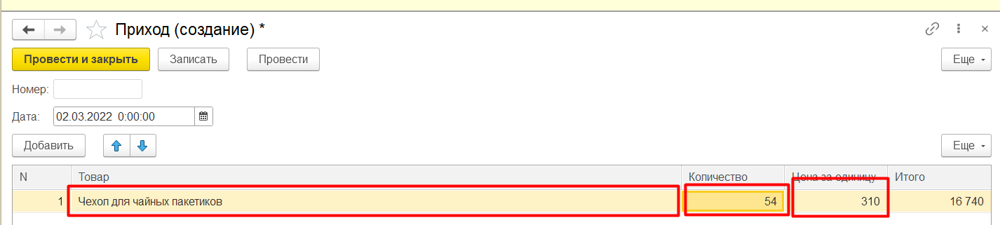 Приход (создание) *
Провести и закрыть Записать Провести Еще
Номер:
Дата: 02.03.2022 0:00:00
Добавить Еще
N Товар Количество Цена за единицу Итого
1 Чехол для чайных пакетиков 54 310 16 740